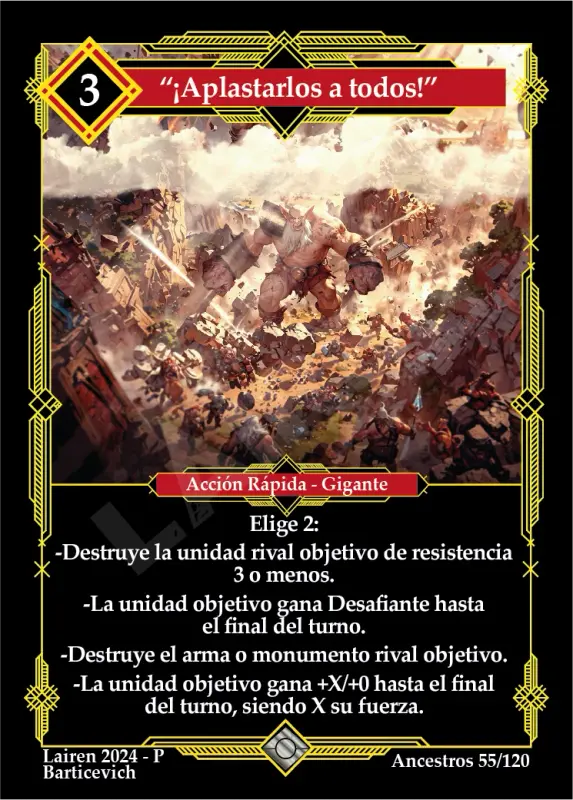 3
“¡Aplastarlos a todos!”
Acción Rápida - Gigante
Elige 2:
-Destruye la unidad rival objetivo de resistencia
3 o menos.
-La unidad objetivo gana Desafiante hasta
el final del turno.
-Destruye el arma o monumento rival objetivo.
-La unidad objetivo gana +X/+0 hasta el final
del turno, siendo X su fuerza.
Lairen 2024 - P
Barticevich
Ancestros 55/120